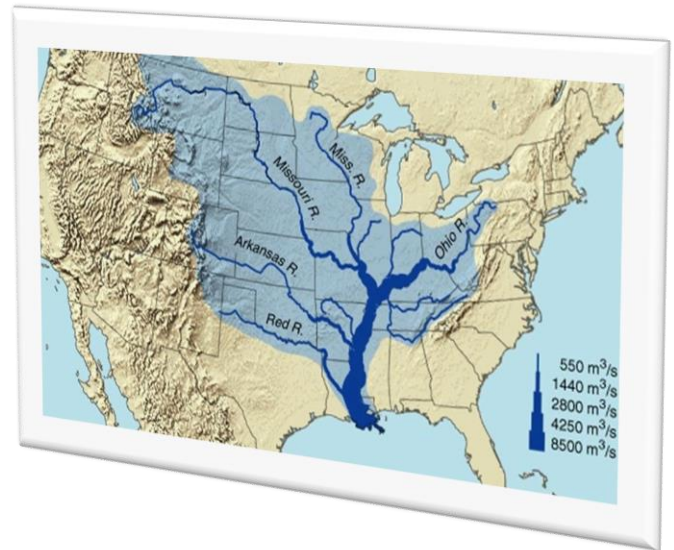 Miss. R.
Missouri R.
Ohio R.
Arkansas R.
Red R.
550 m³/s
1440 m³/s
2800 m³/s
4250 m³/s
8500 m³/s